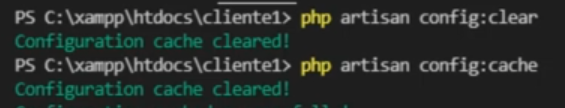 PS C:\xampp\htdocs\cliente1> php artisan config:clear
Configuration cache cleared!
PS C:\xampp\htdocs\cliente1> php artisan config:cache
Configuration cache cleared!